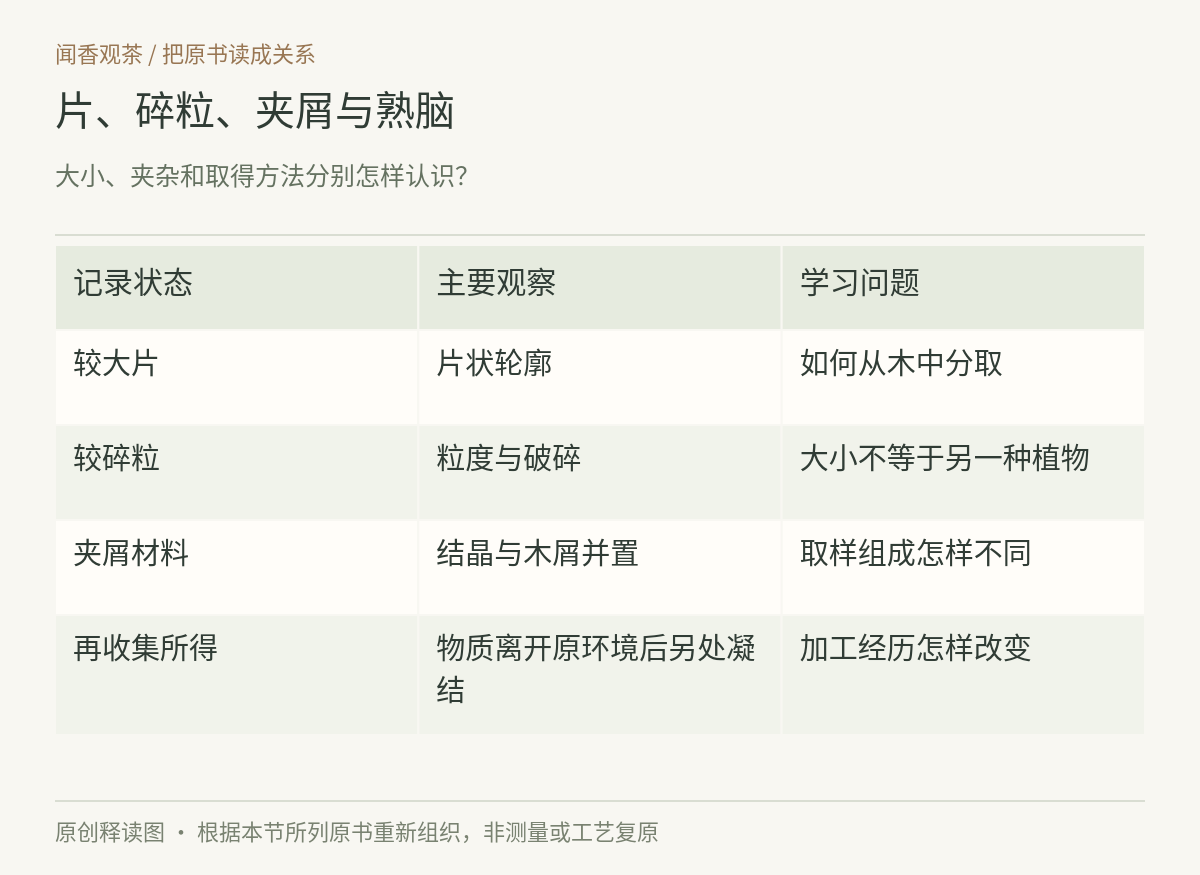 闻香观茶 / 把原书读成关系
片、碎粒、夹屑与熟脑
大小、夹杂和取得方法分别怎样认识？
记录状态 主要观察 学习问题
较大片 片状轮廓 如何从木中分取
较碎粒 粒度与破碎 大小不等于另一种植物
夹屑材料 结晶与木屑并置 取样组成怎样不同
再收集所得 物质离开原环境后另处凝 加工经历怎样改变
结
原创释读图 · 根据本节所列原书重新组织，非测量或工艺复原